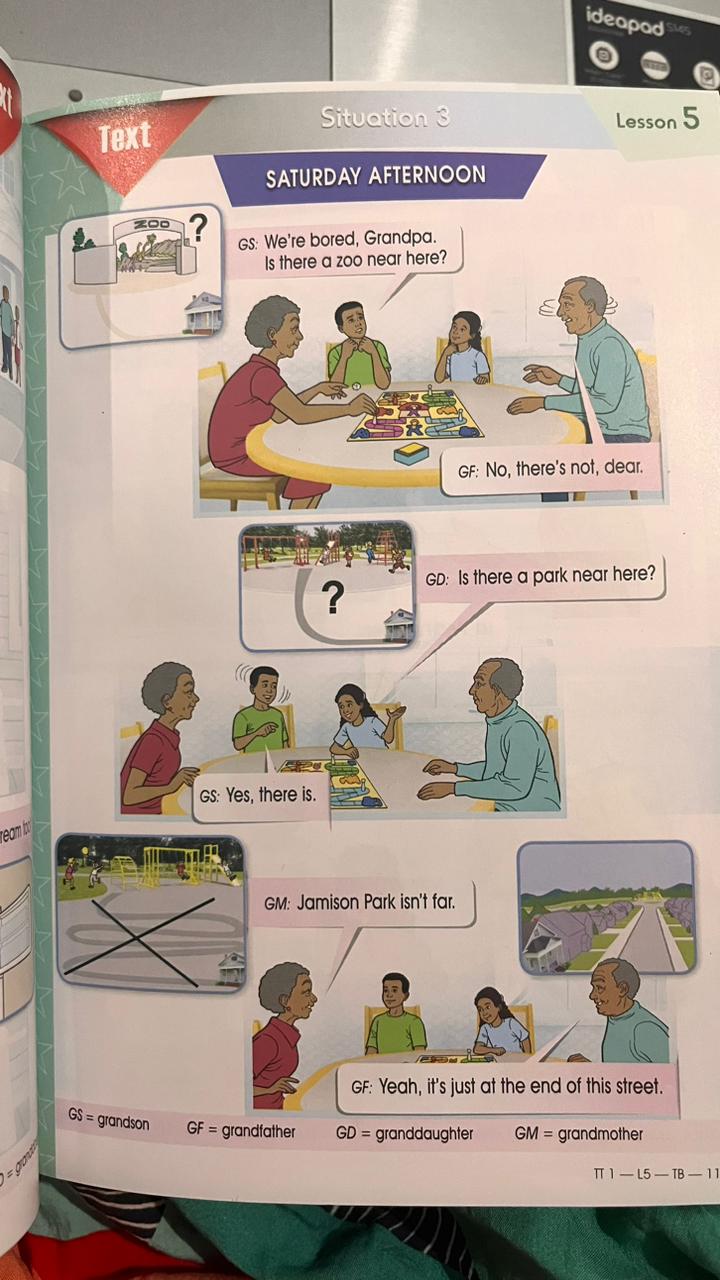 ideapad SMS
Text
Situation 3
Lesson 5
SATURDAY AFTERNOON
ZOO
?
GS: We're bored, Grandpa.
Is there a zoo near here?
GF: No, there's not, dear.
?
GD: Is there a park near here?
GS: Yes, there is.
GM: Jamison Park isn't far.
GF: Yeah, it's just at the end of this street.
GS = grandson
GF = grandfather
GD = granddaughter
GM = grandmother
TT 1 — L5 — TB — 11